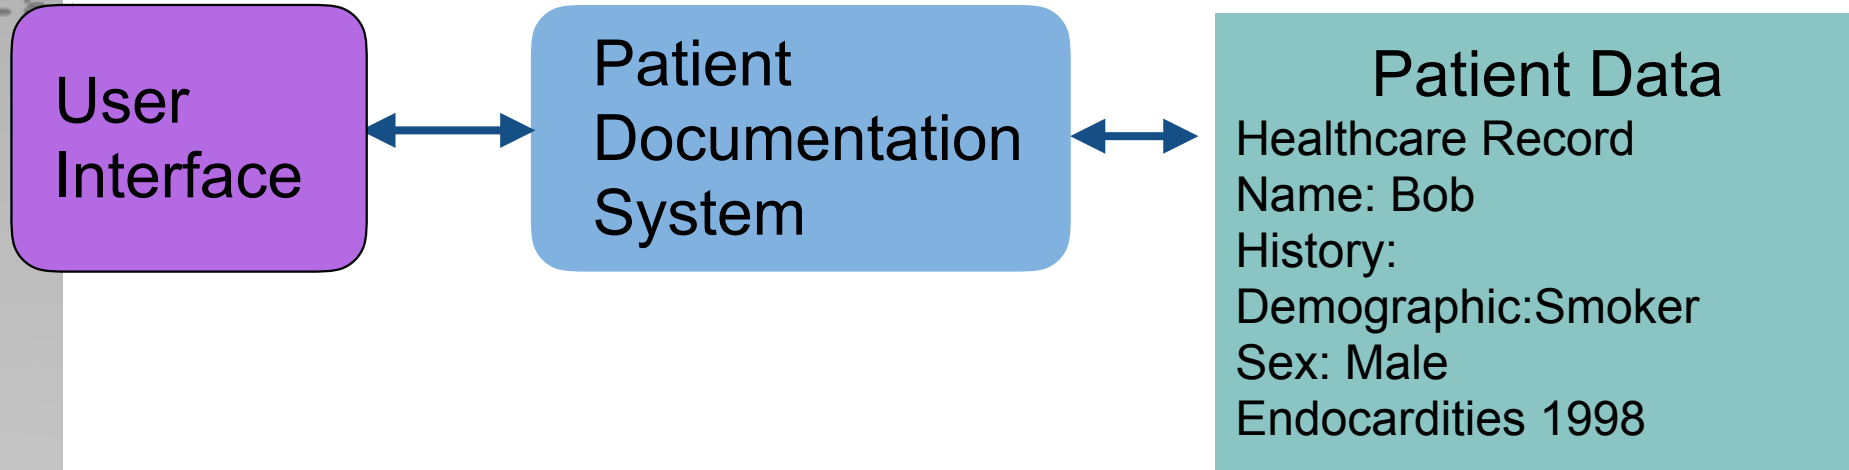 User
Interface
Patient
Documentation
System
Patient Data
Healthcare Record
Name: Bob
History:
Demographic:Smoker
Sex: Male
Endocardities 1998